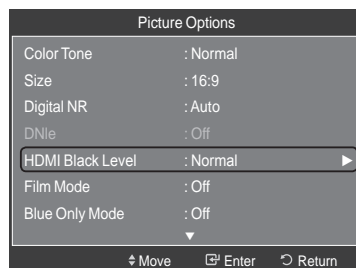 Picture Options
Color Tone : Normal
Size : 16:9
Digital NR : Auto
DNIe : Off
HDMI Black Level : Normal
Film Mode : Off
Blue Only Mode : Off
Move Enter Return